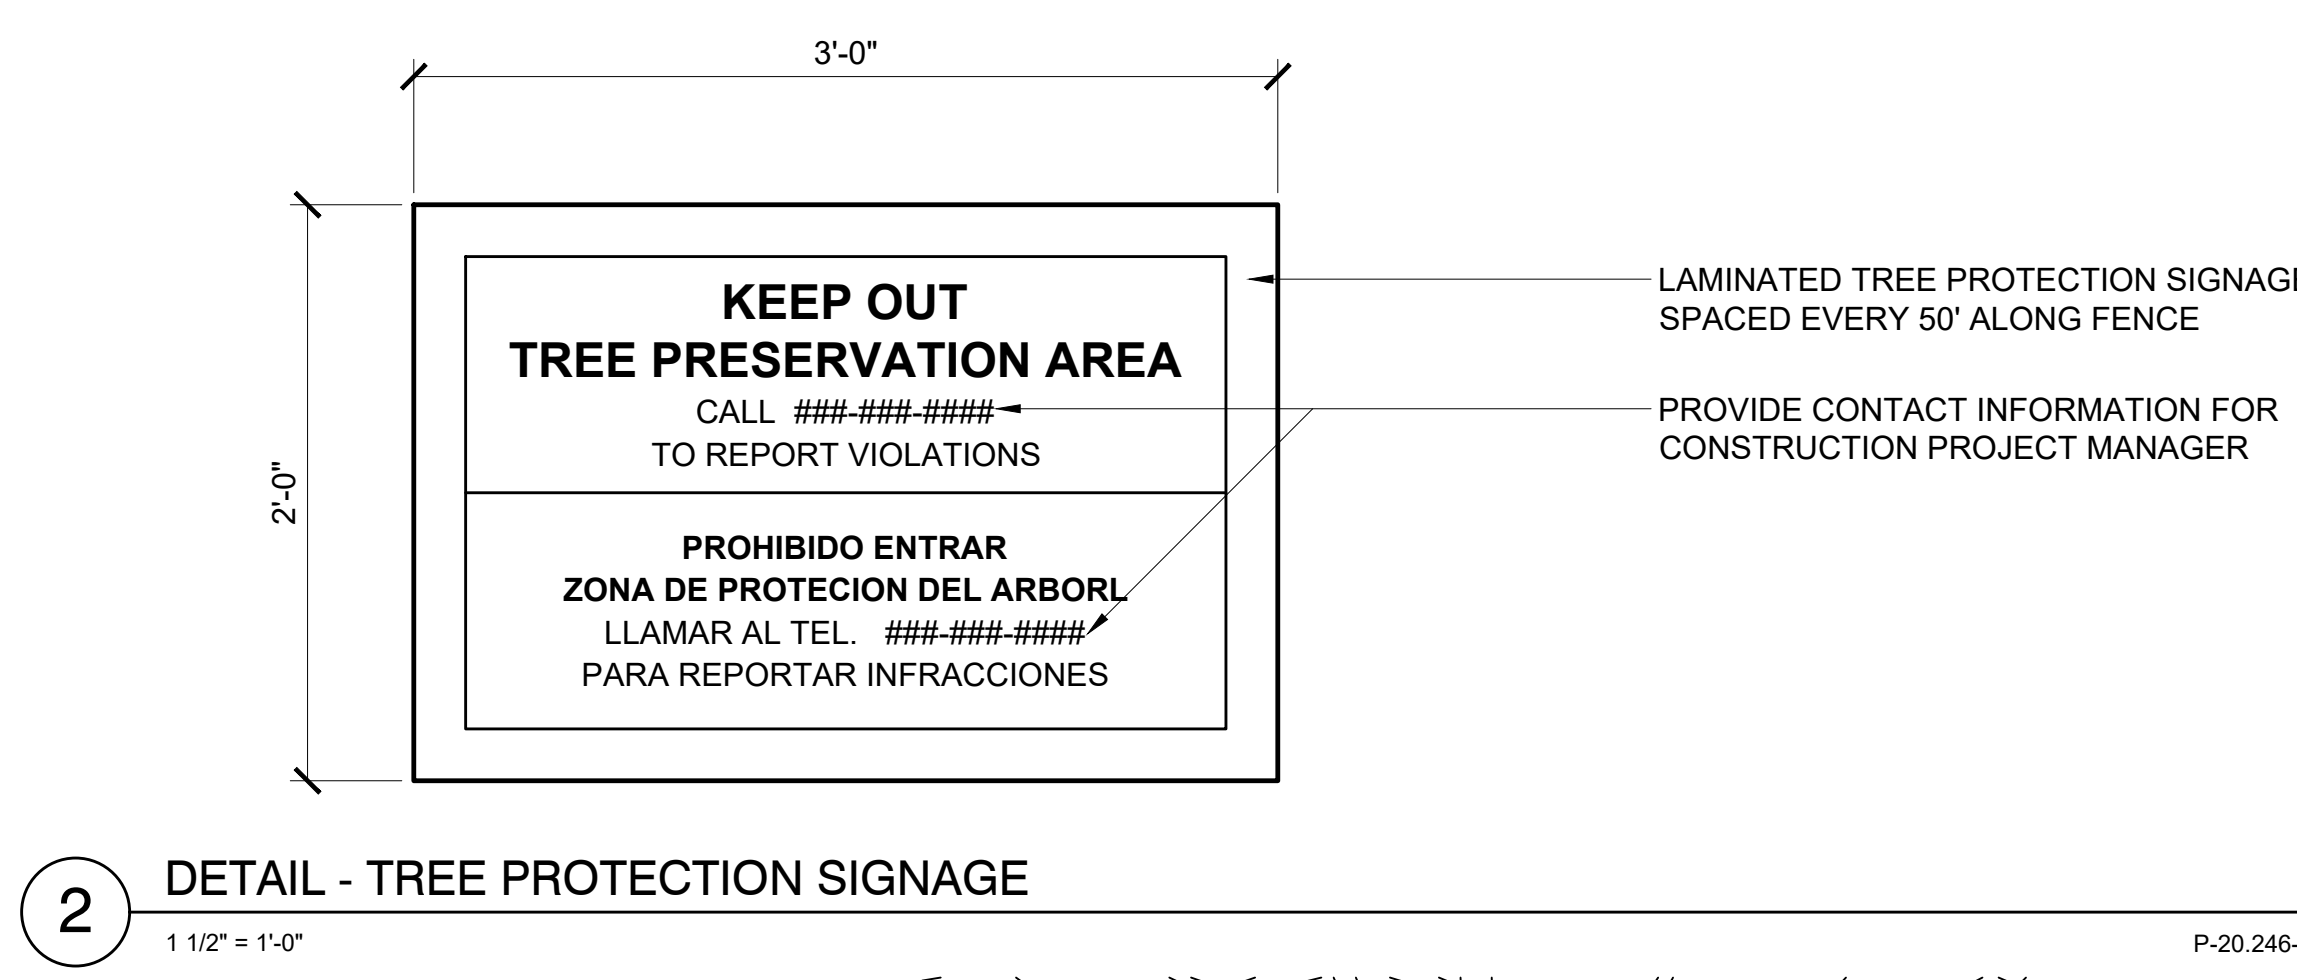 3'-0"
2'-0"
KEEP OUT
TREE PRESERVATION AREA
CALL ###-###-####
TO REPORT VIOLATIONS
PROHIBIDO ENTRAR
ZONA DE PROTECION DEL ARBORL
LLAMAR AL TEL. ###-###-####
PARA REPORTAR INFRACCIONES
LAMINATED TREE PROTECTION SIGNAGE
SPACED EVERY 50' ALONG FENCE
PROVIDE CONTACT INFORMATION FOR
CONSTRUCTION PROJECT MANAGER
2
DETAIL - TREE PROTECTION SIGNAGE
1 1/2" = 1'-0"
P-20.246-